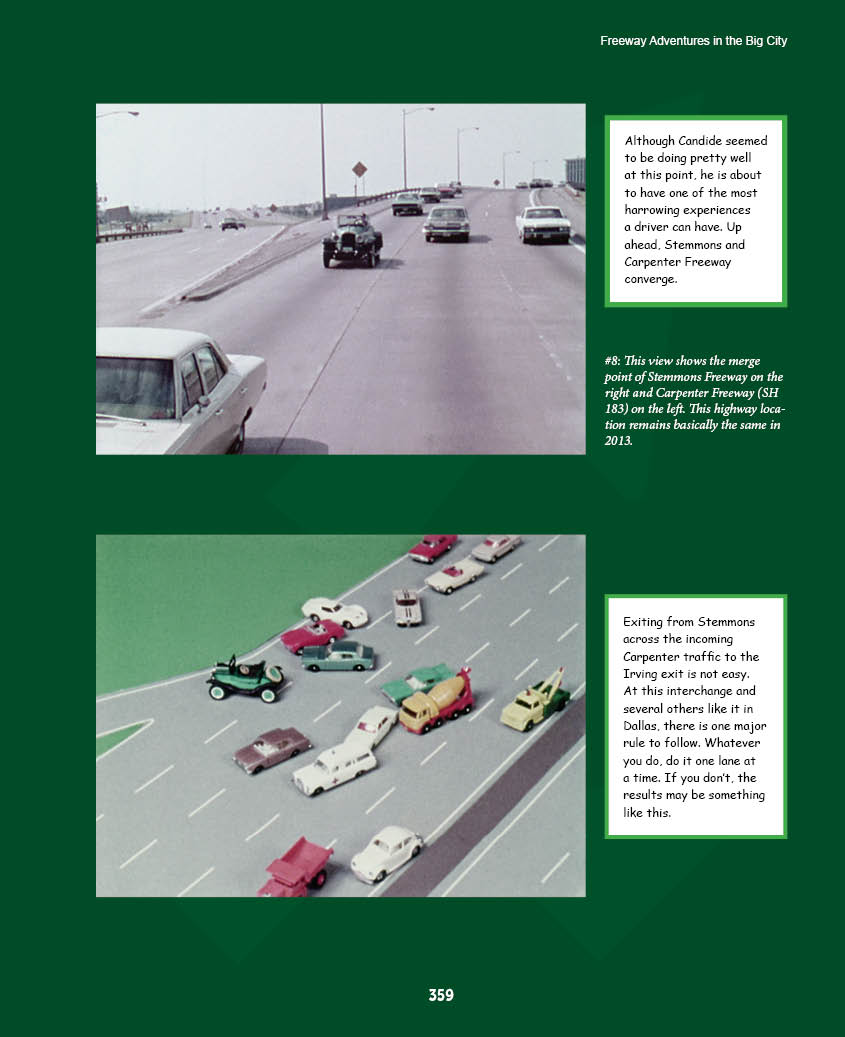 Freeway Adventures in the Big City
Although Candide seemed
to be doing pretty well
at this point, he is about
to have one of the most
harrowing experiences
a driver can have. Up
ahead, Stemmons and
Carpenter Freeway
converge.
#8: This view shows the merge
point of Stemmons Freeway on the
right and Carpenter Freeway (SH
183) on the left. This highway loca-
tion remains basically the same in
2013.
Exiting from Stemmons
across the incoming
Carpenter traffic to the
Irving exit is not easy.
At this interchange and
several others like it in
Dallas, there is one major
rule to follow. Whatever
you do, do it one lane at
a time. If you don't, the
results may be something
like this.
359